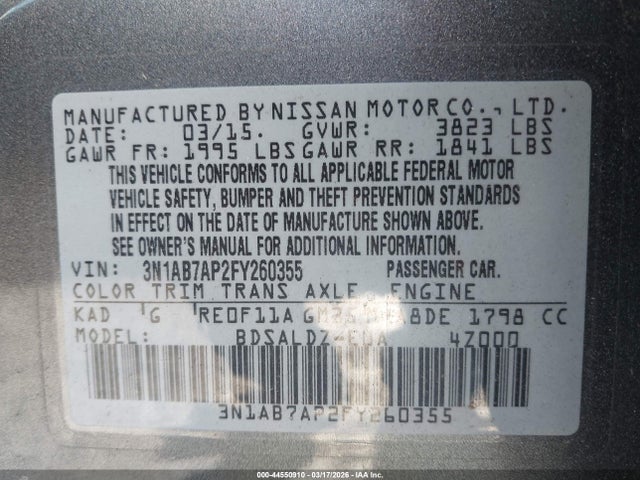 MANUFACTURED BY NISSAN MOTOR CO., LTD.
DATE: 03/15. GVWR: 3823 LBS
GAWR FR: 1995 LBS GAWR RR: 1841 LBS
THIS VEHICLE CONFORMS TO ALL APPLICABLE FEDERAL MOTOR
VEHICLE SAFETY, BUMPER AND THEFT PREVENTION STANDARDS
IN EFFECT ON THE DATE OF MANUFACTURE SHOWN ABOVE.
SEE OWNER'S MANUAL FOR ADDITIONAL INFORMATION.
VIN: 3N1AB7AP2FY260355 PASSENGER CAR.
COLOR TRIM TRANS AXLE ENGINE
KAD G RE0F11A 1798 CC
MODEL: 4Z000
3N1AB7AP2FY260355
000-44550910 - 03/17/2026 - IAA Inc.